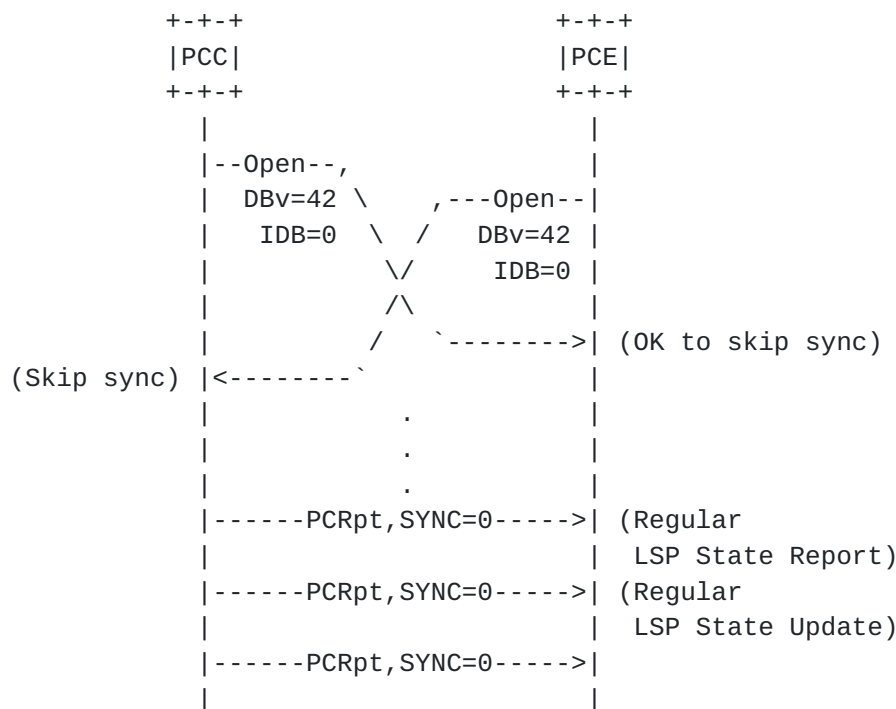 +-+-+                    +-+-+
          |PCC|                    |PCE|
          +-+-+                    +-+-+
            |                        |
            |--Open--,               |
            |  DBv=42 \    ,---Open--|
            |   IDB=0  \  /   DBv=42 |
            |           \/     IDB=0 |
            |           /\           |
            |          /   `-------->| (OK to skip sync)
(Skip sync) |<--------`              |
            |            .           |
            |            .           |
            |            .           |
            |------PCRpt,SYNC=0----->| (Regular
            |                        |  LSP State Report)
            |------PCRpt,SYNC=0----->| (Regular
            |                        |  LSP State Update)
            |------PCRpt,SYNC=0----->|
            |                        |